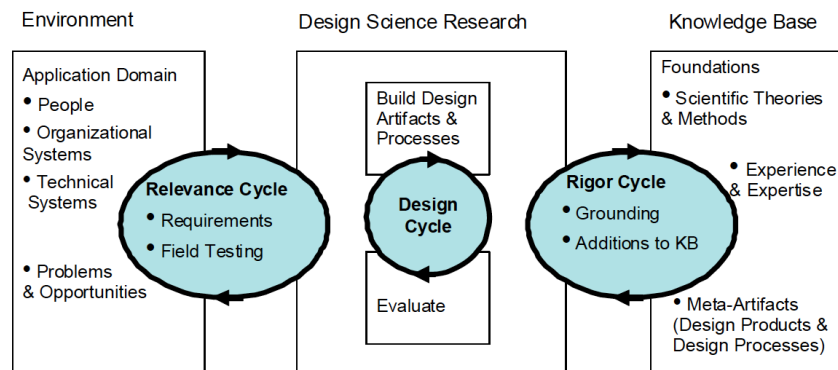 Environment
Design Science Research
Knowledge Base
Application Domain
• People
• Organizational
Systems
• Technical
Systems
• Problems
& Opportunities
Relevance Cycle
• Requirements
• Field Testing
Build Design
Artifacts &
Processes
Design
Cycle
Evaluate
Rigor Cycle
• Grounding
• Additions to KB
Foundations
• Scientific Theories
& Methods
• Experience
& Expertise
• Meta-Artifacts
(Design Products &
Design Processes)